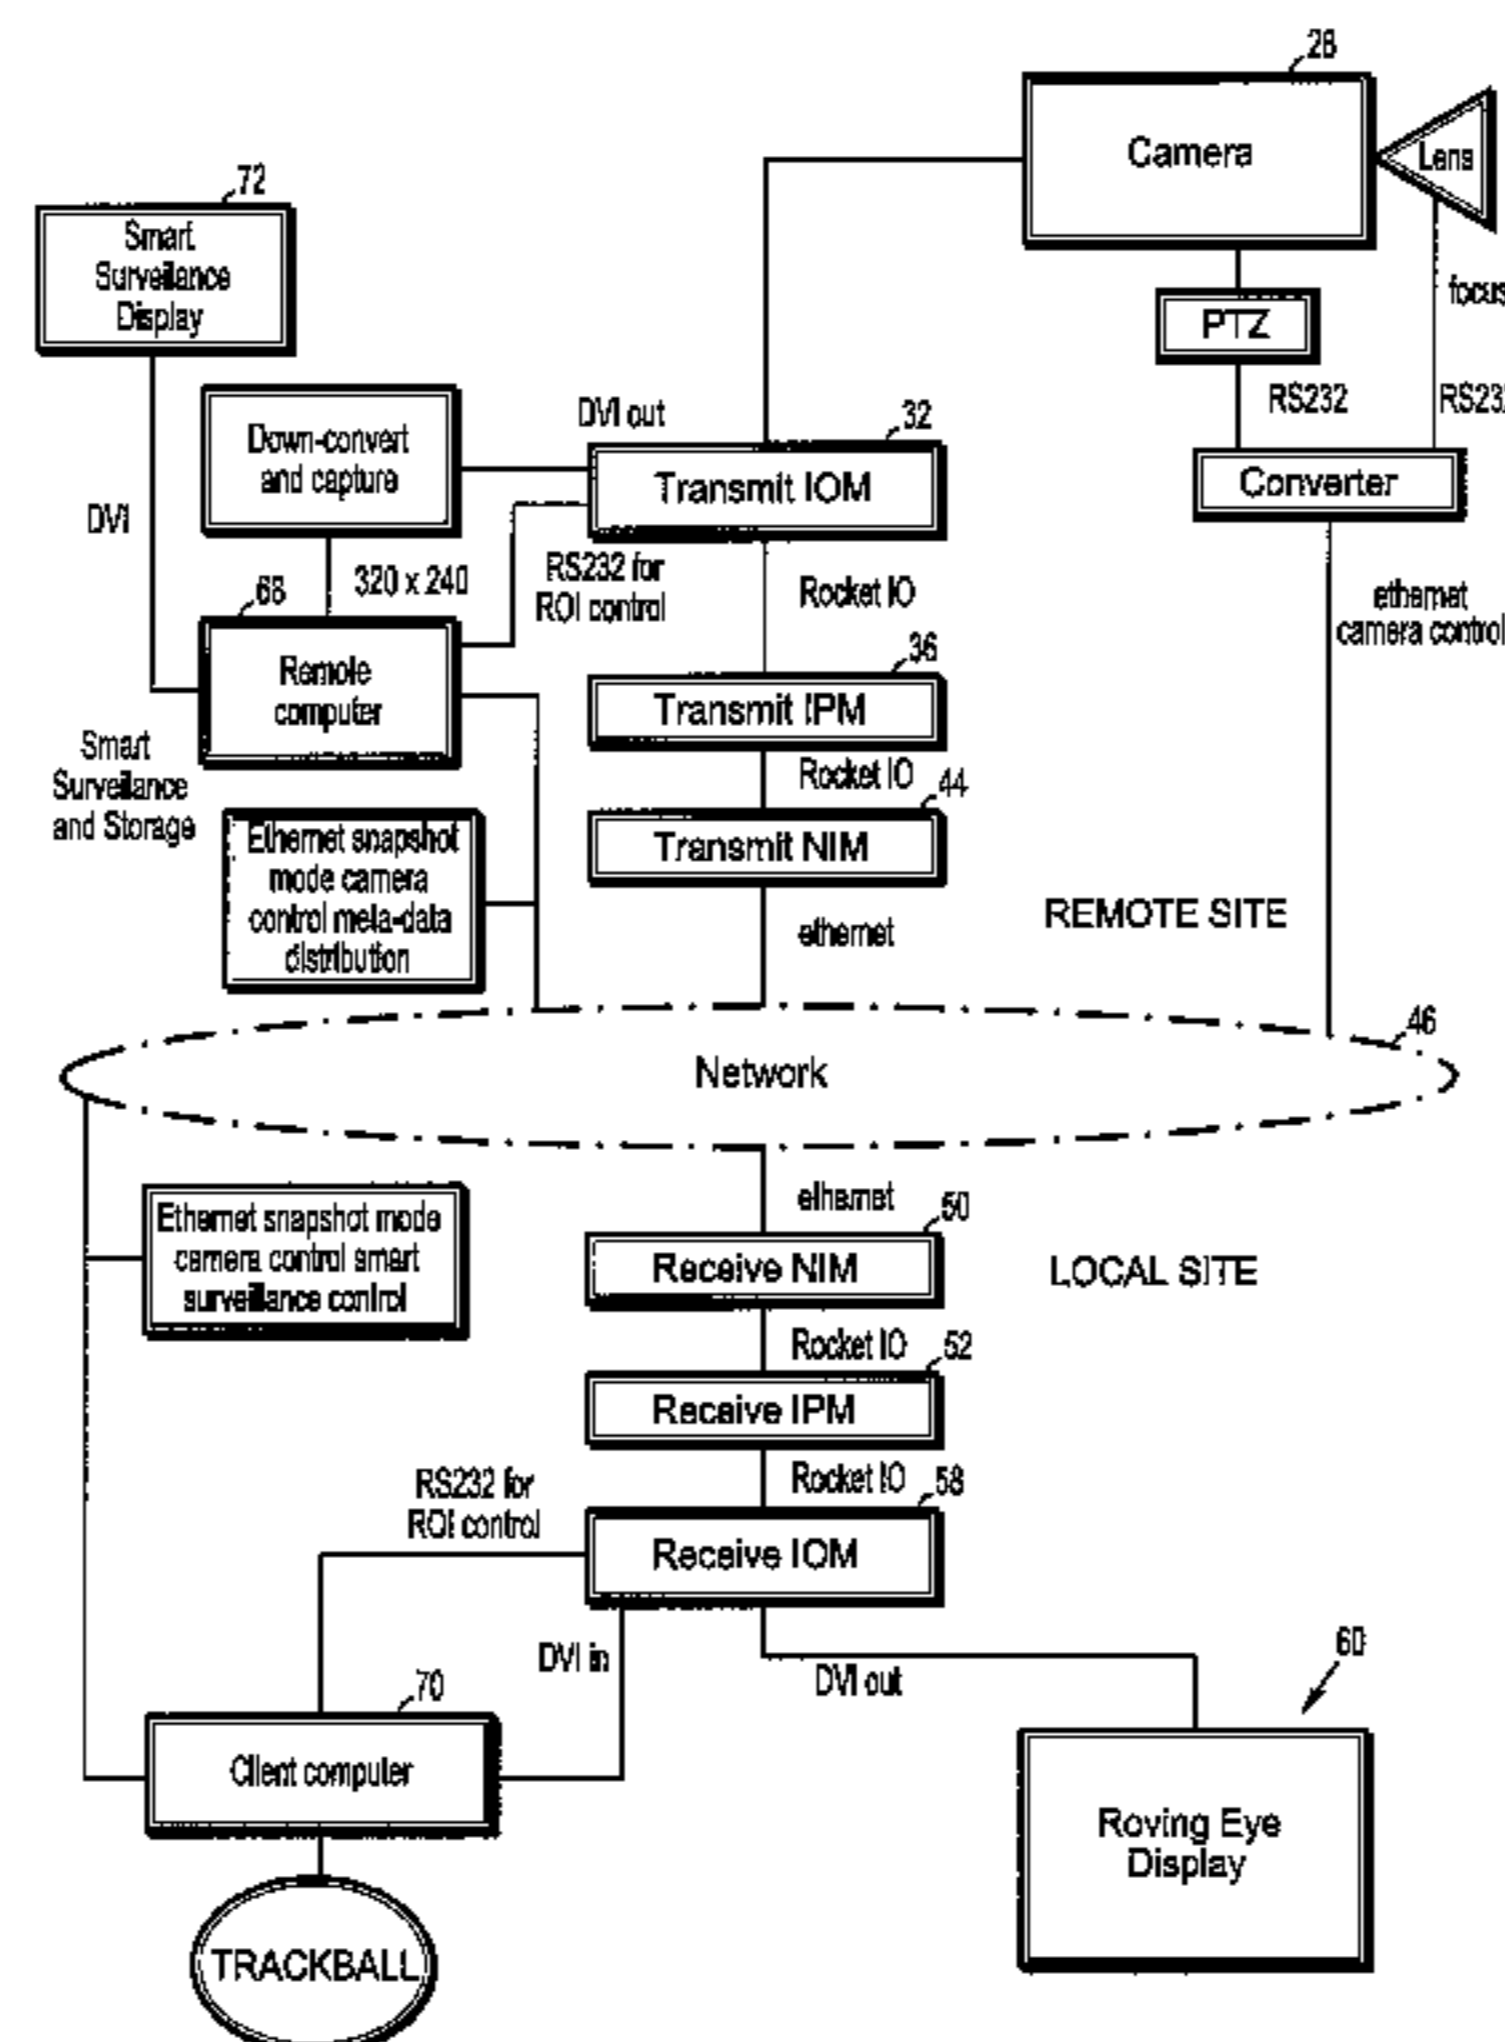 28
Camera
Lens
72
Smart
Surveillance
Display
focus
PTZ
RS232
DVI out
32
Down-convert
and capture
Transmit IOM
Converter
DVI
68
320 x 240
RS232 for
ROI control
Rocket IO
ethernet
camera control
36
Remote
computer
Transmit IPM
Smart
Surveillance
and Storage
Rocket IO
44
Ethernet snapshot
mode camera
control meta-data
distribution
Transmit NIM
ethernet
REMOTE SITE
46
Network
ethernet
50
Ethernet snapshot mode
camera control smart
surveillance control
Receive NIM
LOCAL SITE
Rocket IO
52
Receive IPM
RS232 for
ROI control
Rocket IO
58
Receive IOM
DVI in
DVI out
60
70
Client computer
Roving Eye
Display
TRACKBALL